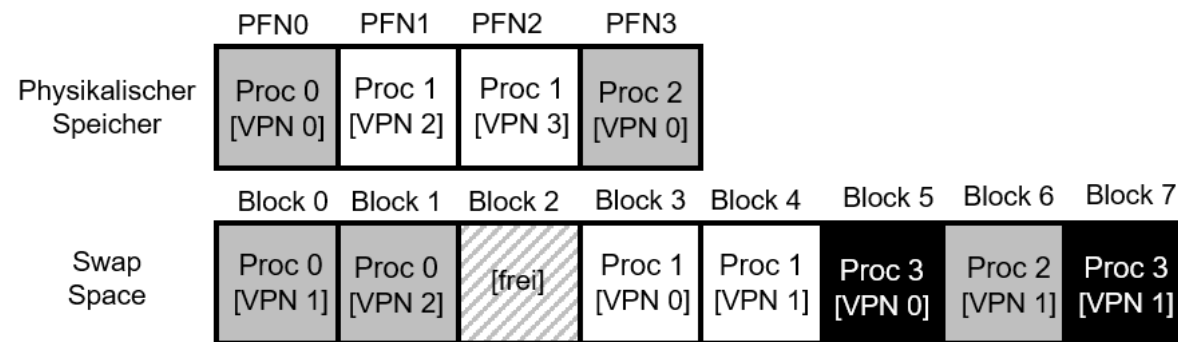 PFN0 PFN1 PFN2 PFN3
Physikalischer
Speicher
Proc 0
[VPN 0]
Proc 1
[VPN 2]
Proc 1
[VPN 3]
Proc 2
[VPN 0]
Block 0 Block 1 Block 2 Block 3 Block 4 Block 5 Block 6 Block 7
Swap
Space
Proc 0
[VPN 1]
Proc 0
[VPN 2]
[frei]
Proc 1
[VPN 0]
Proc 1
[VPN 1]
Proc 3
[VPN 0]
Proc 2
[VPN 1]
Proc 3
[VPN 1]